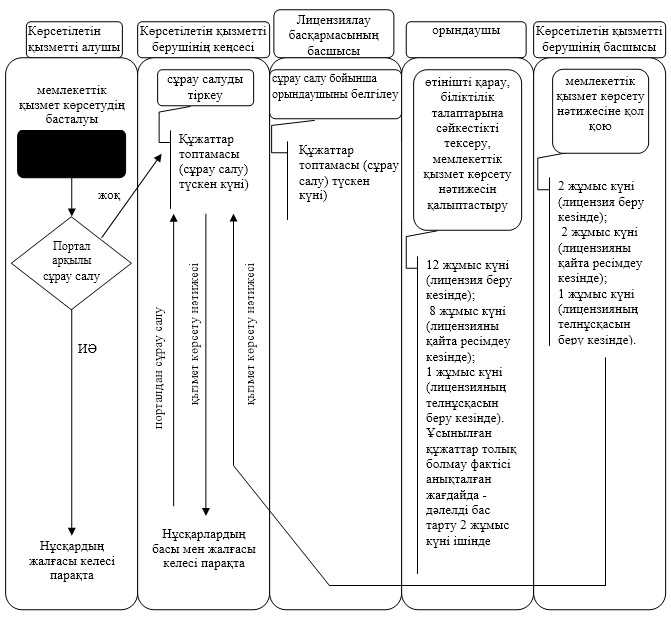 Көрсетілетін
қызметті алушы
мемлекеттік
қызмет көрсетудің
басталуы
жоқ
Портал
арқылы
сұрау салу
ИӘ
Нұсқардың
жалғасы келесі
парақта
Көрсетілетін қызметті
берушінің кеңсесі
сұрау салуды
тіркеу
Құжаттар
топтамасы
(сұрау салу)
түскен күні)
порталдан сұрау салу
қызмет көрсету нәтижесі
қызмет көрсету нәтижесі
Нұсқарлардың
басы мен жалғасы
келесі парақта
Лицензиялау
басқармасының
басшысы
сұрау салу бойынша
орындаушыны белгілеу
Құжаттар
топтамасы (сұрау
салу) түскен
күні)
орындаушы
өтінішті қарау,
біліктілік
талаптарына
сәйкестікті
тексеру,
мемлекеттік
қызмет көрсету
нәтижесін
қалыптастыру
12 жұмыс күні
(лицензия беру
кезінде);
8 жұмыс күні
(лицензияны
қайта ресімдеу
кезінде);
1 жұмыс күні
(лицензияның
телнұсқасын
беру кезінде).
Ұсынылған
құжаттар толық
болмау фактісі
анықталған
жағдайда -
дәлелді бас
тарту 2 жұмыс
күні ішінде
Көрсетілетін қызметті
берушінің басшысы
мемлекеттік
қызмет көрсету
нәтижесіне қол
қою
2 жұмыс күні
(лицензия беру
кезінде);
2 жұмыс күні
(лицензияны
қайта ресімдеу
кезінде);
1 жұмыс күні
(лицензияның
телнұсқасын
беру кезінде).